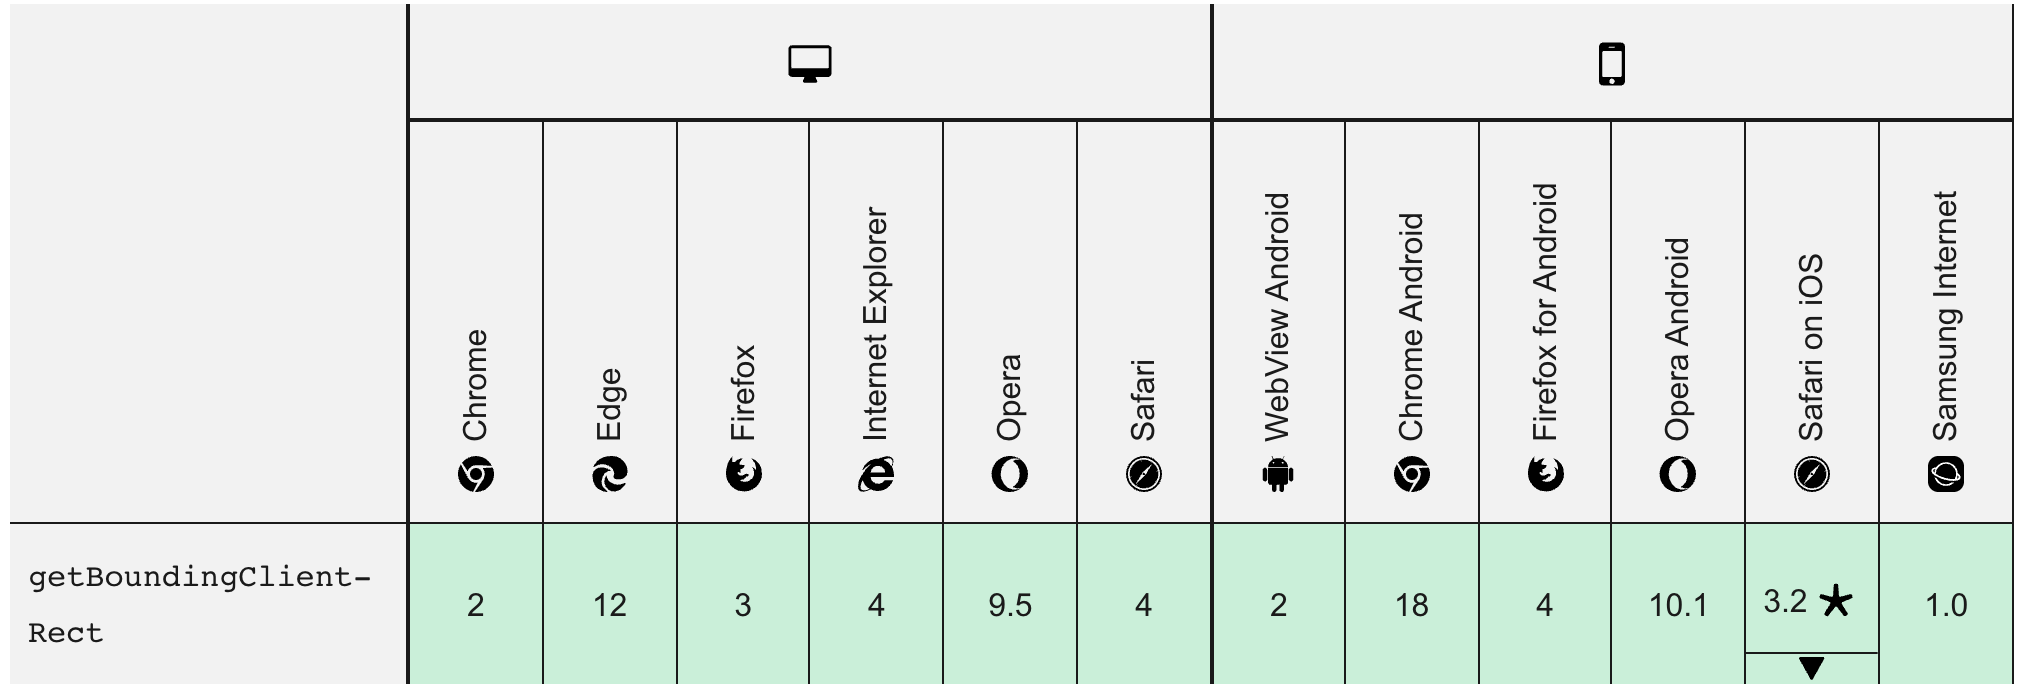 Chrome
Edge
Firefox
Internet Explorer
Opera
Safari
WebView Android
Chrome Android
Firefox for Android
Opera Android
Safari on iOS
Samsung Internet
getBoundingClient-
Rect
2
12
3
4
9.5
4
2
18
4
10.1
3.2 ★
1.0
▼